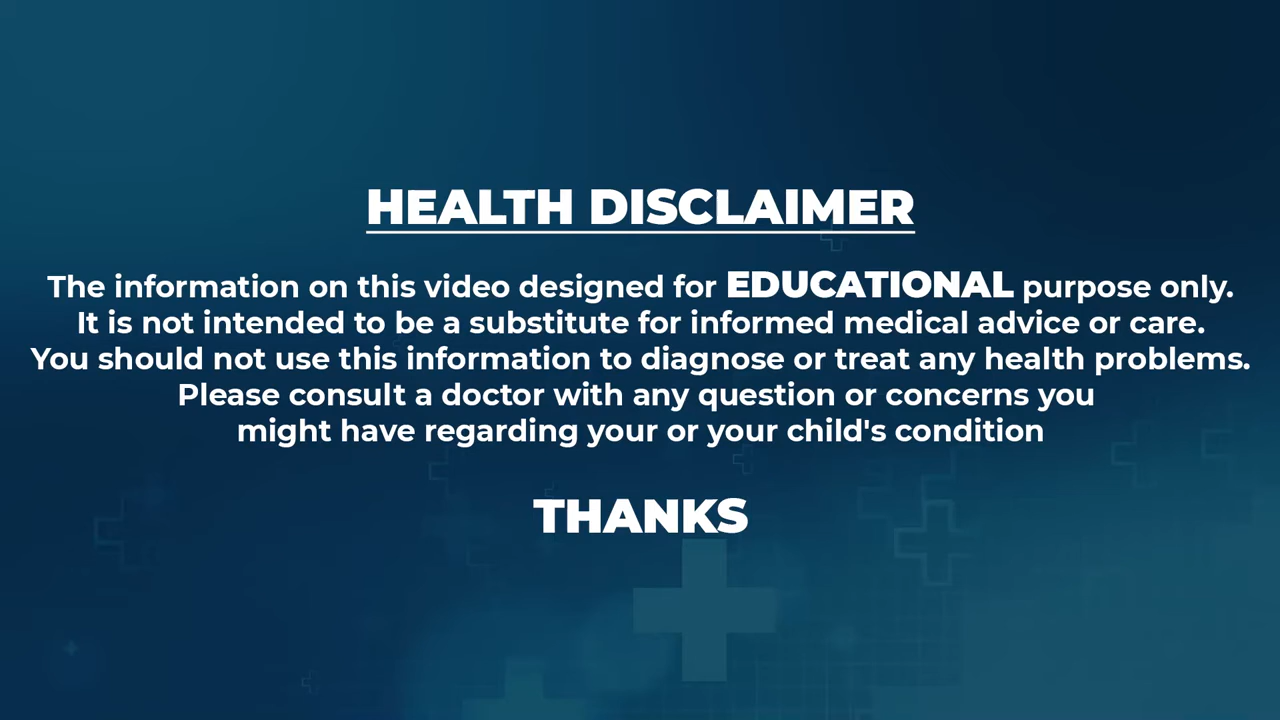 HEALTH DISCLAIMER
The information on this video designed for EDUCATIONAL purpose only.
It is not intended to be a substitute for informed medical advice or care.
You should not use this information to diagnose or treat any health problems.
Please consult a doctor with any question or concerns you
might have regarding your or your child's condition
THANKS